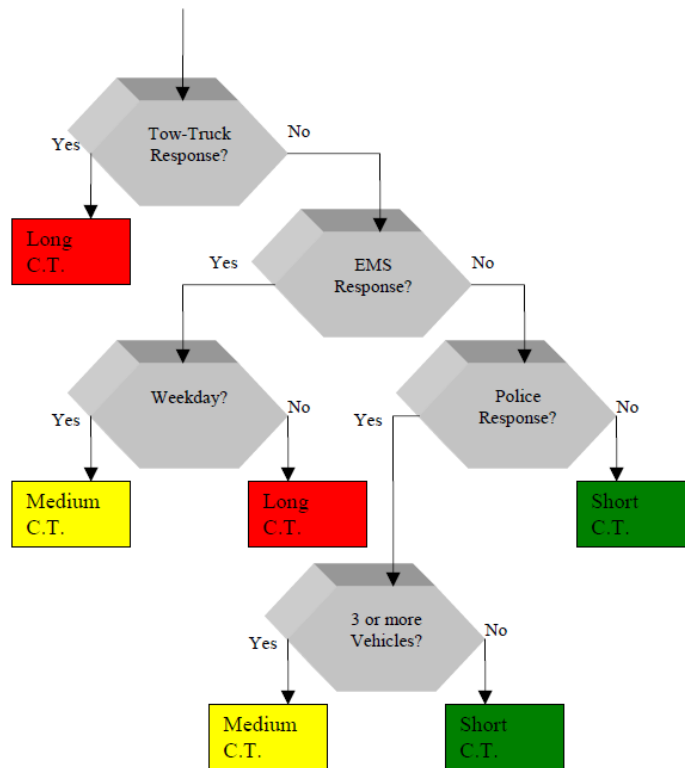 Tow-Truck
Response?
Yes
No
Long
C.T.
EMS
Response?
Yes
No
Weekday?
Yes
No
Police
Response?
Yes
No
Medium
C.T.
Long
C.T.
Short
C.T.
3 or more
Vehicles?
Yes
No
Medium
C.T.
Short
C.T.